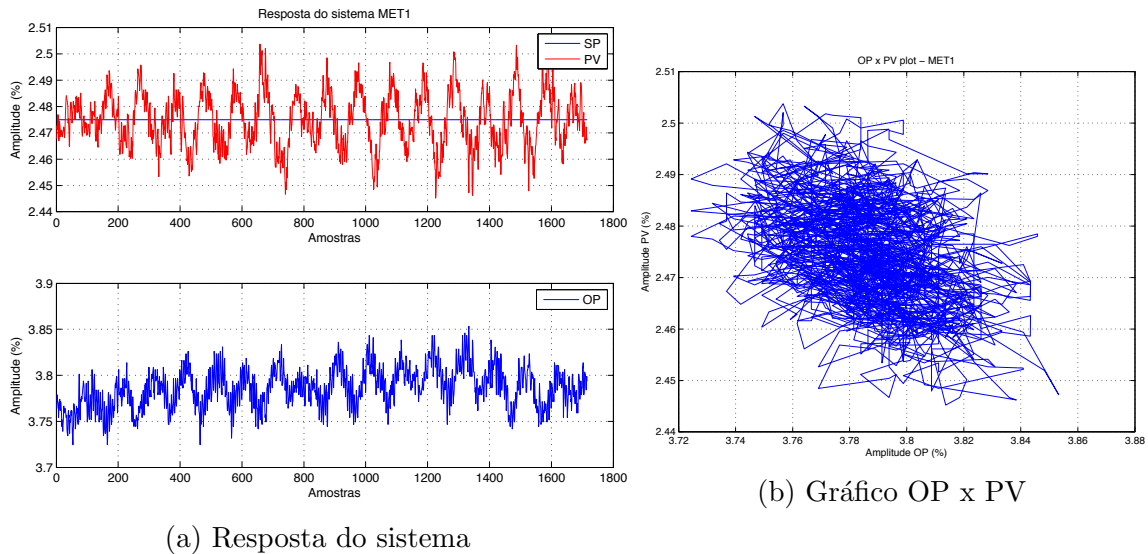 Resposta do sistema MET1
2.51
2.5
2.49
2.48
2.47
2.46
2.45
2.44
Amplitude (%)
SP
PV
0 200 400 600 800 1000 1200 1400 1600 1800
Amostras
3.9
3.85
3.8
3.75
3.7
Amplitude (%)
OP
0 200 400 600 800 1000 1200 1400 1600 1800
Amostras
(a) Resposta do sistema
OP x PV plot – MET1
2.51
2.5
2.49
2.48
2.47
2.46
2.45
2.44
Amplitude PV (%)
3.72 3.74 3.76 3.78 3.8 3.82 3.84 3.86 3.88
Amplitude OP (%)
(b) Gráfico OP x PV